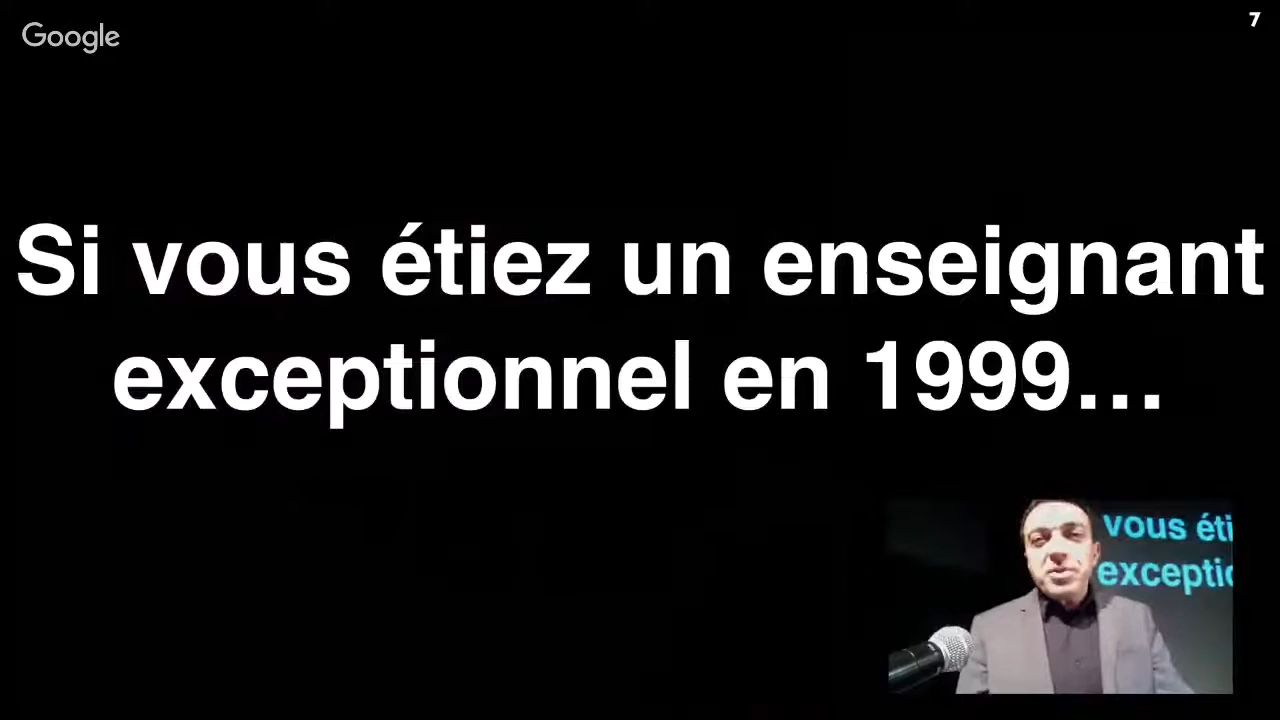 Google
7
Si vous étiez un enseignant
exceptionnel en 1999…
vous éti
exceptio